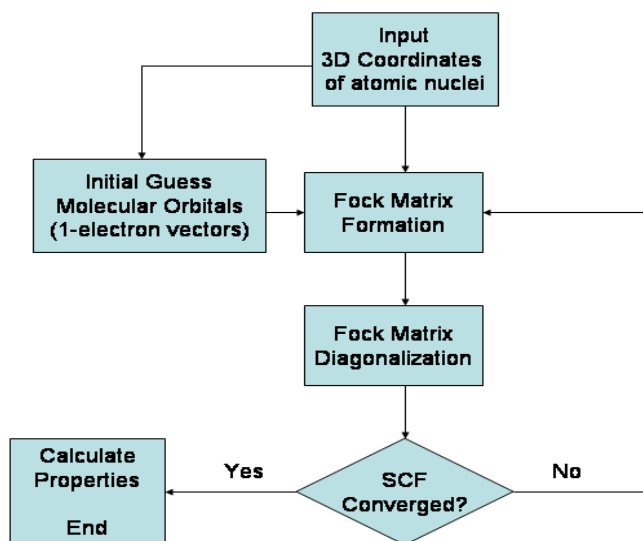 Input
3D Coordinates
of atomic nuclei
Initial Guess
Molecular Orbitals
(1-electron vectors)
Fock Matrix
Formation
Fock Matrix
Diagonalization
SCF
Converged?
Yes
No
Calculate
Properties
End